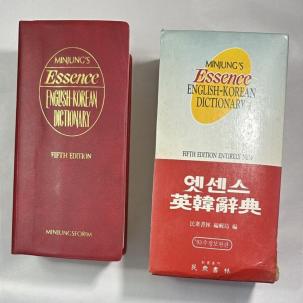 MINJUNG'S
Essence
ENGLISH-KOREAN
DICTIONARY
FIFTH EDITION
MINJUNGSEORIM
MINJUNG'S
Essence
ENGLISH-KOREAN
DICTIONARY
FIFTH EDITION ENTIRELY NEW
엣센스
英韓辭典
民衆書林 編輯局 編
民衆書林